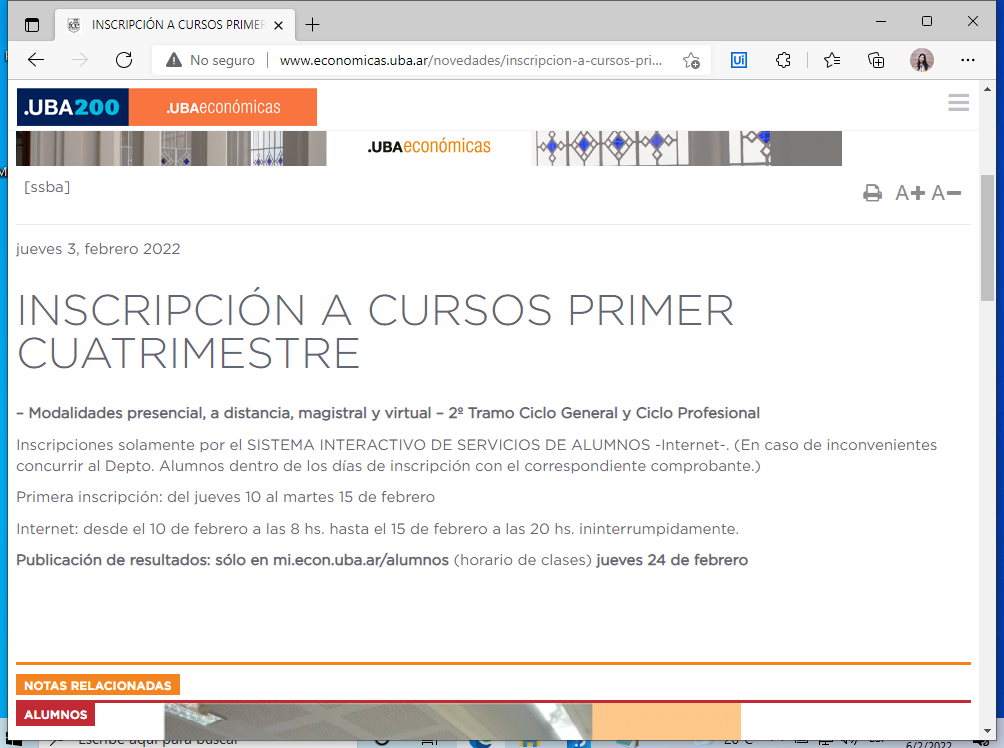 INSCRIPCIÓN A CURSOS PRIMER
No seguro
www.economicas.uba.ar/novedades/inscripcion-a-cursos-pri...
Ui
.UBA200 .UBAeconómicas
.UBAeconómicas
[ssba]
A+ A-
jueves 3, febrero 2022
INSCRIPCIÓN A CURSOS PRIMER
CUATRIMESTRE
– Modalidades presencial, a distancia, magistral y virtual – 2º Tramo Ciclo General y Ciclo Profesional
Inscripciones solamente por el SISTEMA INTERACTIVO DE SERVICIOS DE ALUMNOS -Internet-. (En caso de inconvenientes
concurrir al Depto. Alumnos dentro de los días de inscripción con el correspondiente comprobante.)
Primera inscripción: del jueves 10 al martes 15 de febrero
Internet: desde el 10 de febrero a las 8 hs. hasta el 15 de febrero a las 20 hs. ininterrumpidamente.
Publicación de resultados: sólo en mi.econ.uba.ar/alumnos (horario de clases) jueves 24 de febrero
NOTAS RELACIONADAS
ALUMNOS
Escribe aquí para buscar
6/2/2022